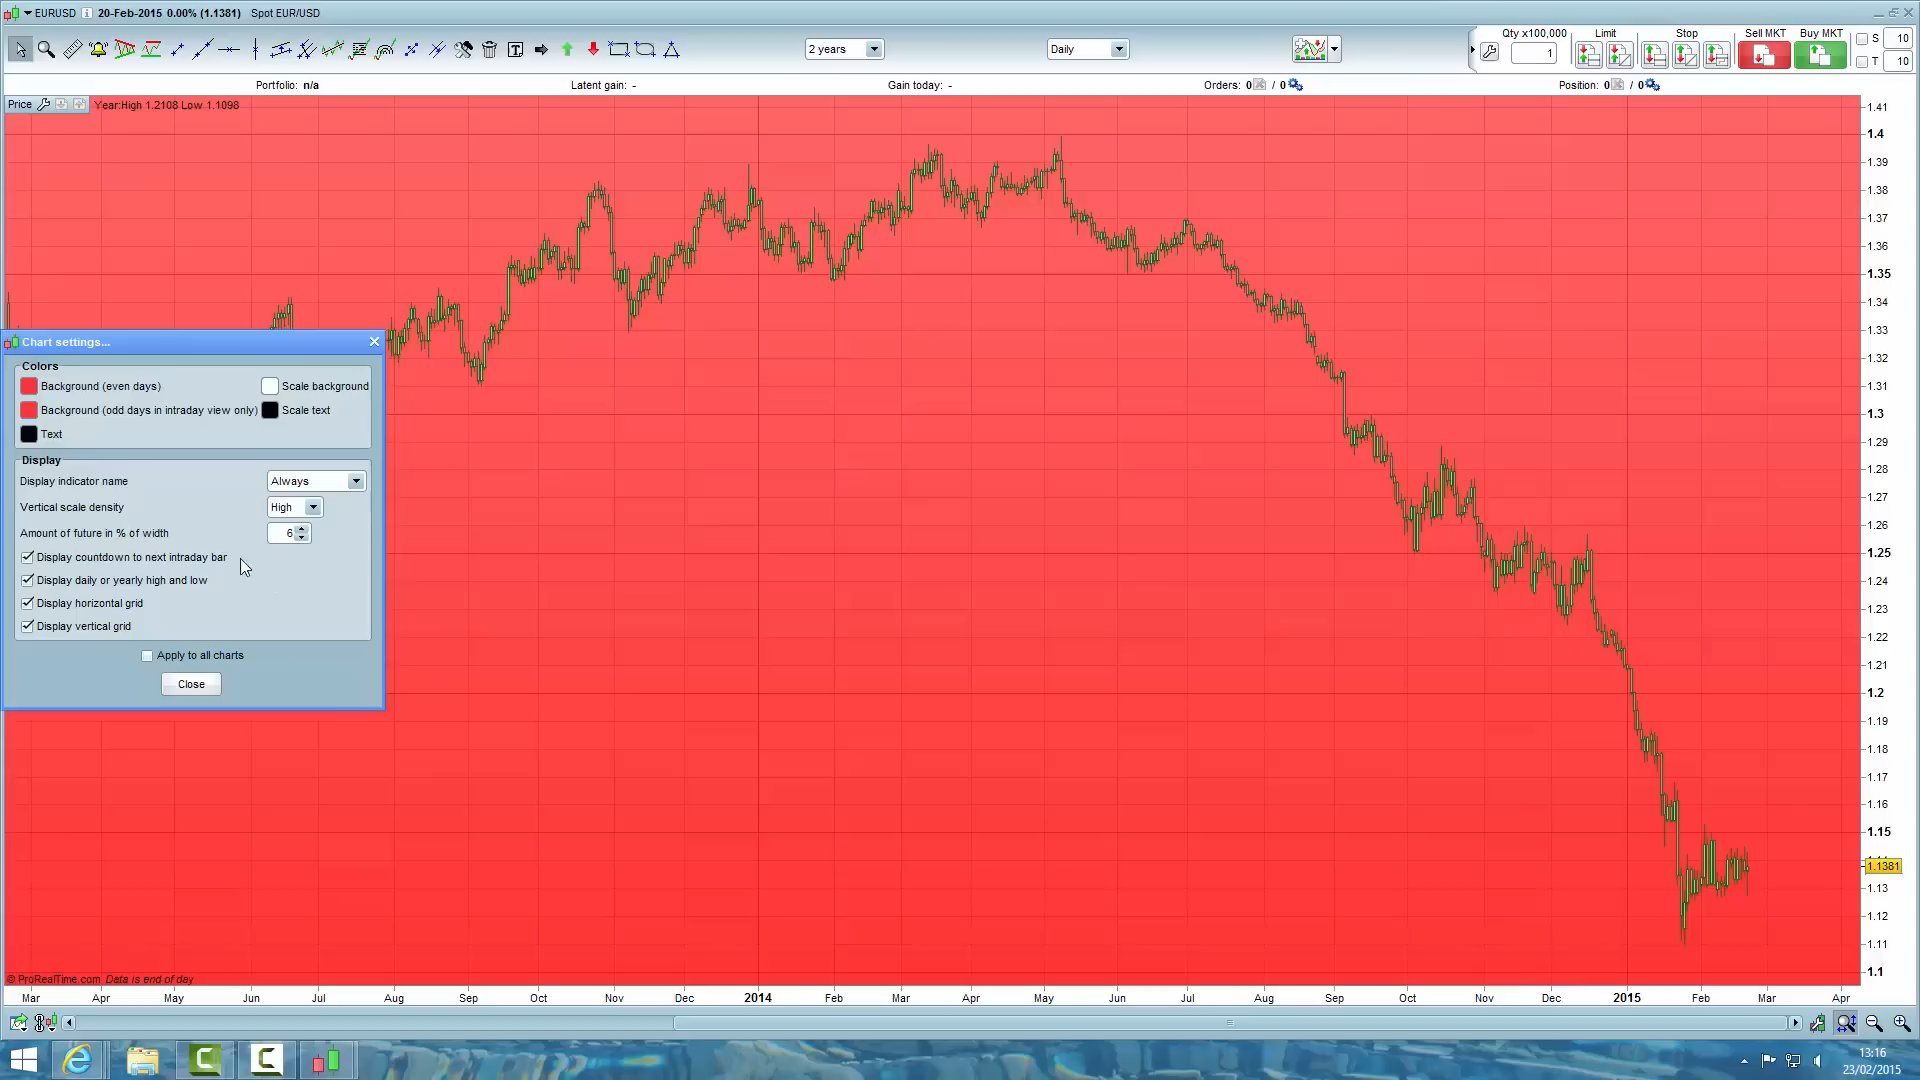 EURUSD 20-Feb-2015 0.00% (1.1381) Spot EUR/USD
2 years Daily Qty x100,000 1 Limit Stop Sell MKT Buy MKT S 10
T 10
Portfolio: n/a Latent gain: - Gain today: - Orders: 0 / 0 Position: 0 / 0
Price Year:High 1.2108 Low 1.1098
1.41
1.4
1.39
1.38
1.37
1.36
1.35
1.34
1.33
1.32
1.31
1.3
1.29
1.28
1.27
1.26
1.25
1.24
1.23
1.22
1.21
1.2
1.19
1.18
1.17
1.16
1.15
1.1381
1.13
1.12
1.11
1.1
Chart settings...
Colors
Background (even days) Scale background
Background (odd days in intraday view only) Scale text
Text
Display
Display indicator name Always
Vertical scale density High
Amount of future in % of width 6
Display countdown to next intraday bar
Display daily or yearly high and low
Display horizontal grid
Display vertical grid
Apply to all charts
Close
© ProRealTime.com Data is end of day
Mar Apr May Jun Jul Aug Sep Oct Nov Dec 2014 Feb Mar Apr May Jun Jul Aug Sep Oct Nov Dec 2015 Feb Mar Apr
13:16
23/02/2015